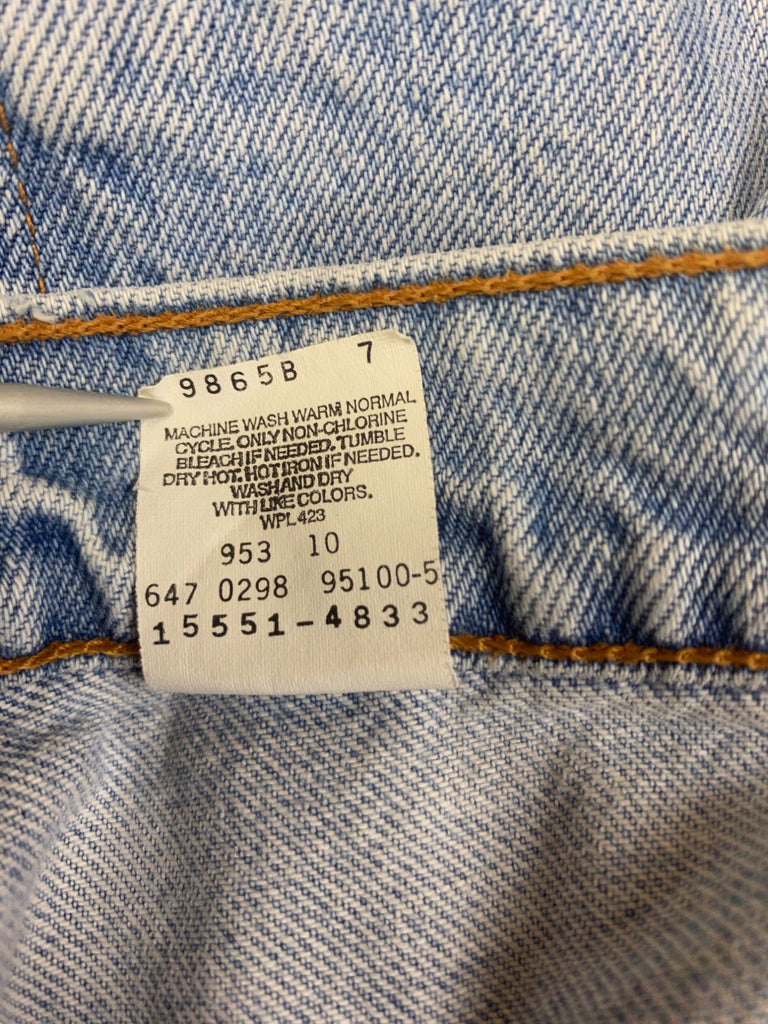 9865B 7
MACHINE WASH WARM NORMAL
CYCLE. ONLY NON-CHLORINE
BLEACH IF NEEDED. TUMBLE
DRY HOT. HOT IRON IF NEEDED.
WASH AND DRY
WITH LIKE COLORS.
WPL 423
953 10
647 0298 95100-5
15551-4833